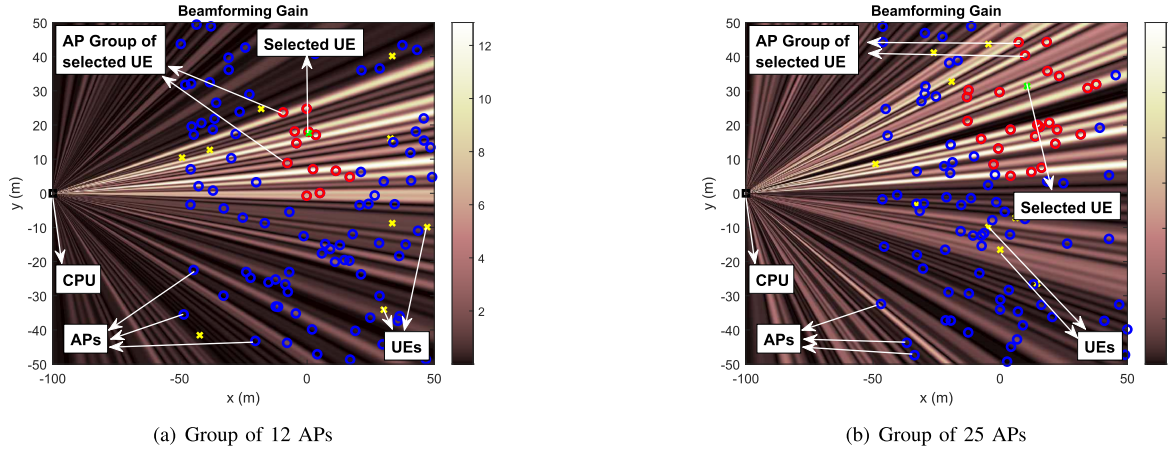 Beamforming Gain
50
40
30
20
10
0
-10
-20
-30
-40
-50
y (m)
-100
-50
0
50
x (m)
AP Group of
selected UE
Selected UE
CPU
APs
UEs
12
10
8
6
4
2
(a) Group of 12 APs
Beamforming Gain
50
40
30
20
10
0
-10
-20
-30
-40
-50
y (m)
-100
-50
0
50
x (m)
AP Group of
selected UE
Selected UE
CPU
APs
UEs
(b) Group of 25 APs